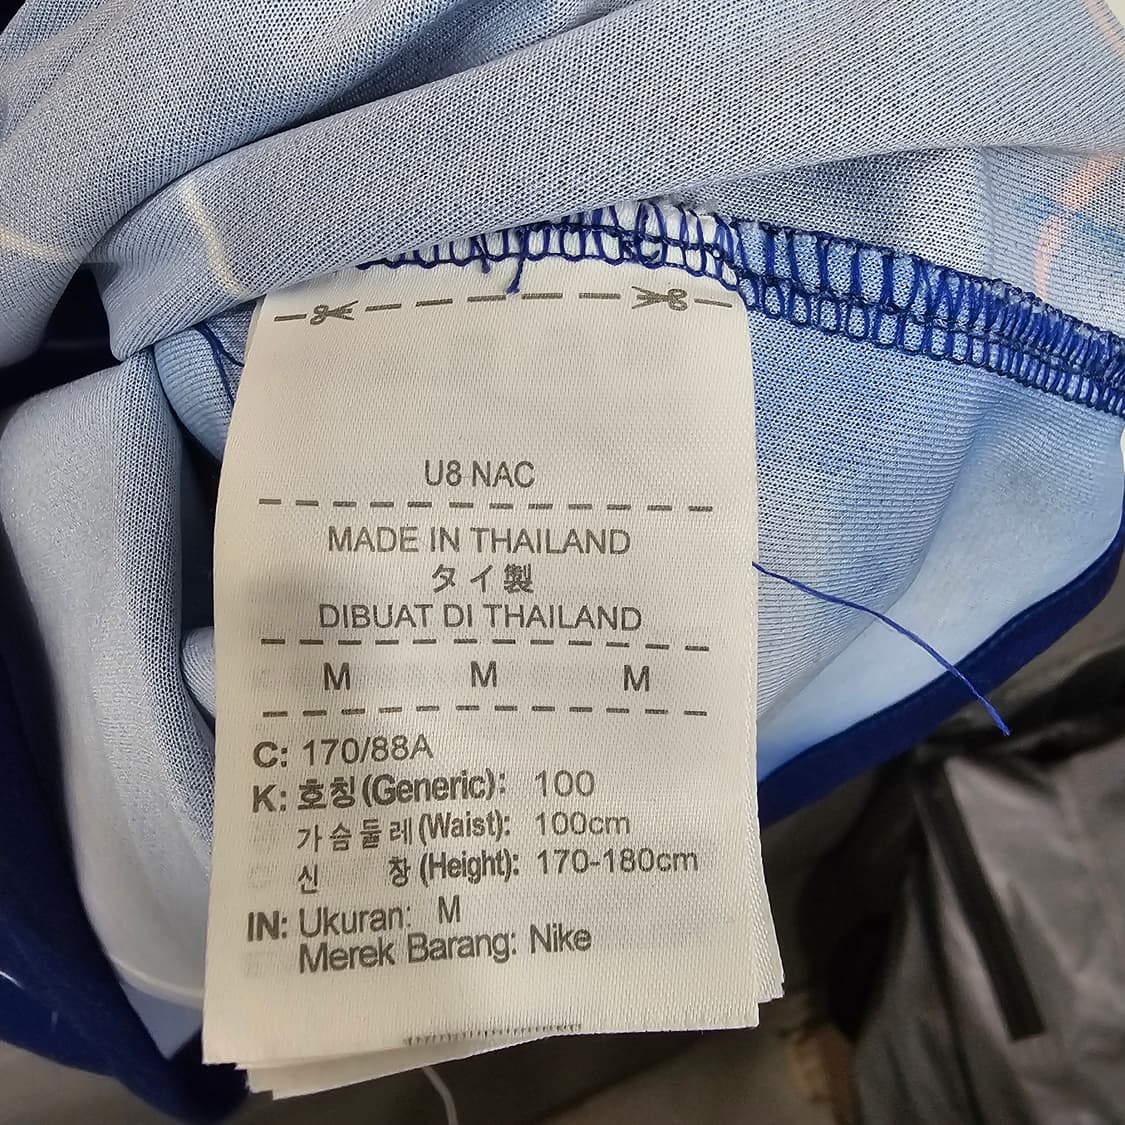 U8 NAC
MADE IN THAILAND
タイ製
DIBUAT DI THAILAND
M M M
C: 170/88A
K: 호칭 (Generic): 100
가슴둘레 (Waist): 100cm
신 창 (Height): 170-180cm
IN: Ukuran: M
Merek Barang: Nike